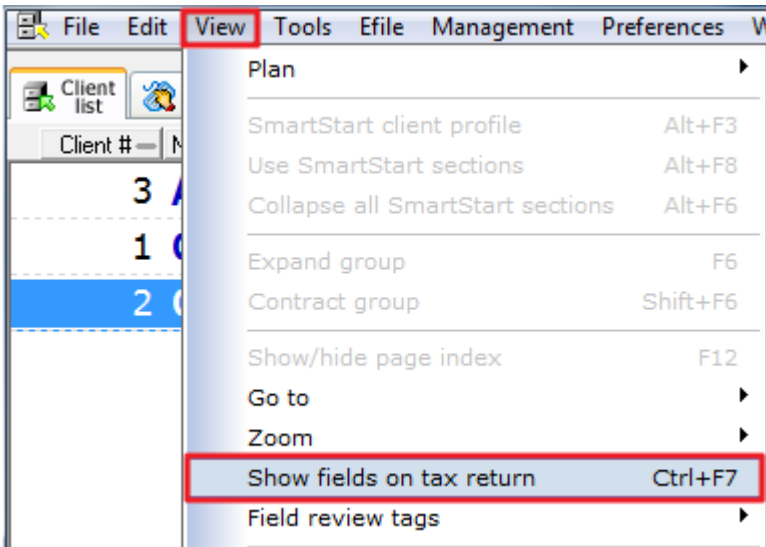 File Edit View Tools Efile Management Preferences
Client list
Client #
3
1
2
Plan
SmartStart client profile Alt+F3
Use SmartStart sections Alt+F8
Collapse all SmartStart sections Alt+F6
Expand group F6
Contract group Shift+F6
Show/hide page index F12
Go to
Zoom
Show fields on tax return Ctrl+F7
Field review tags